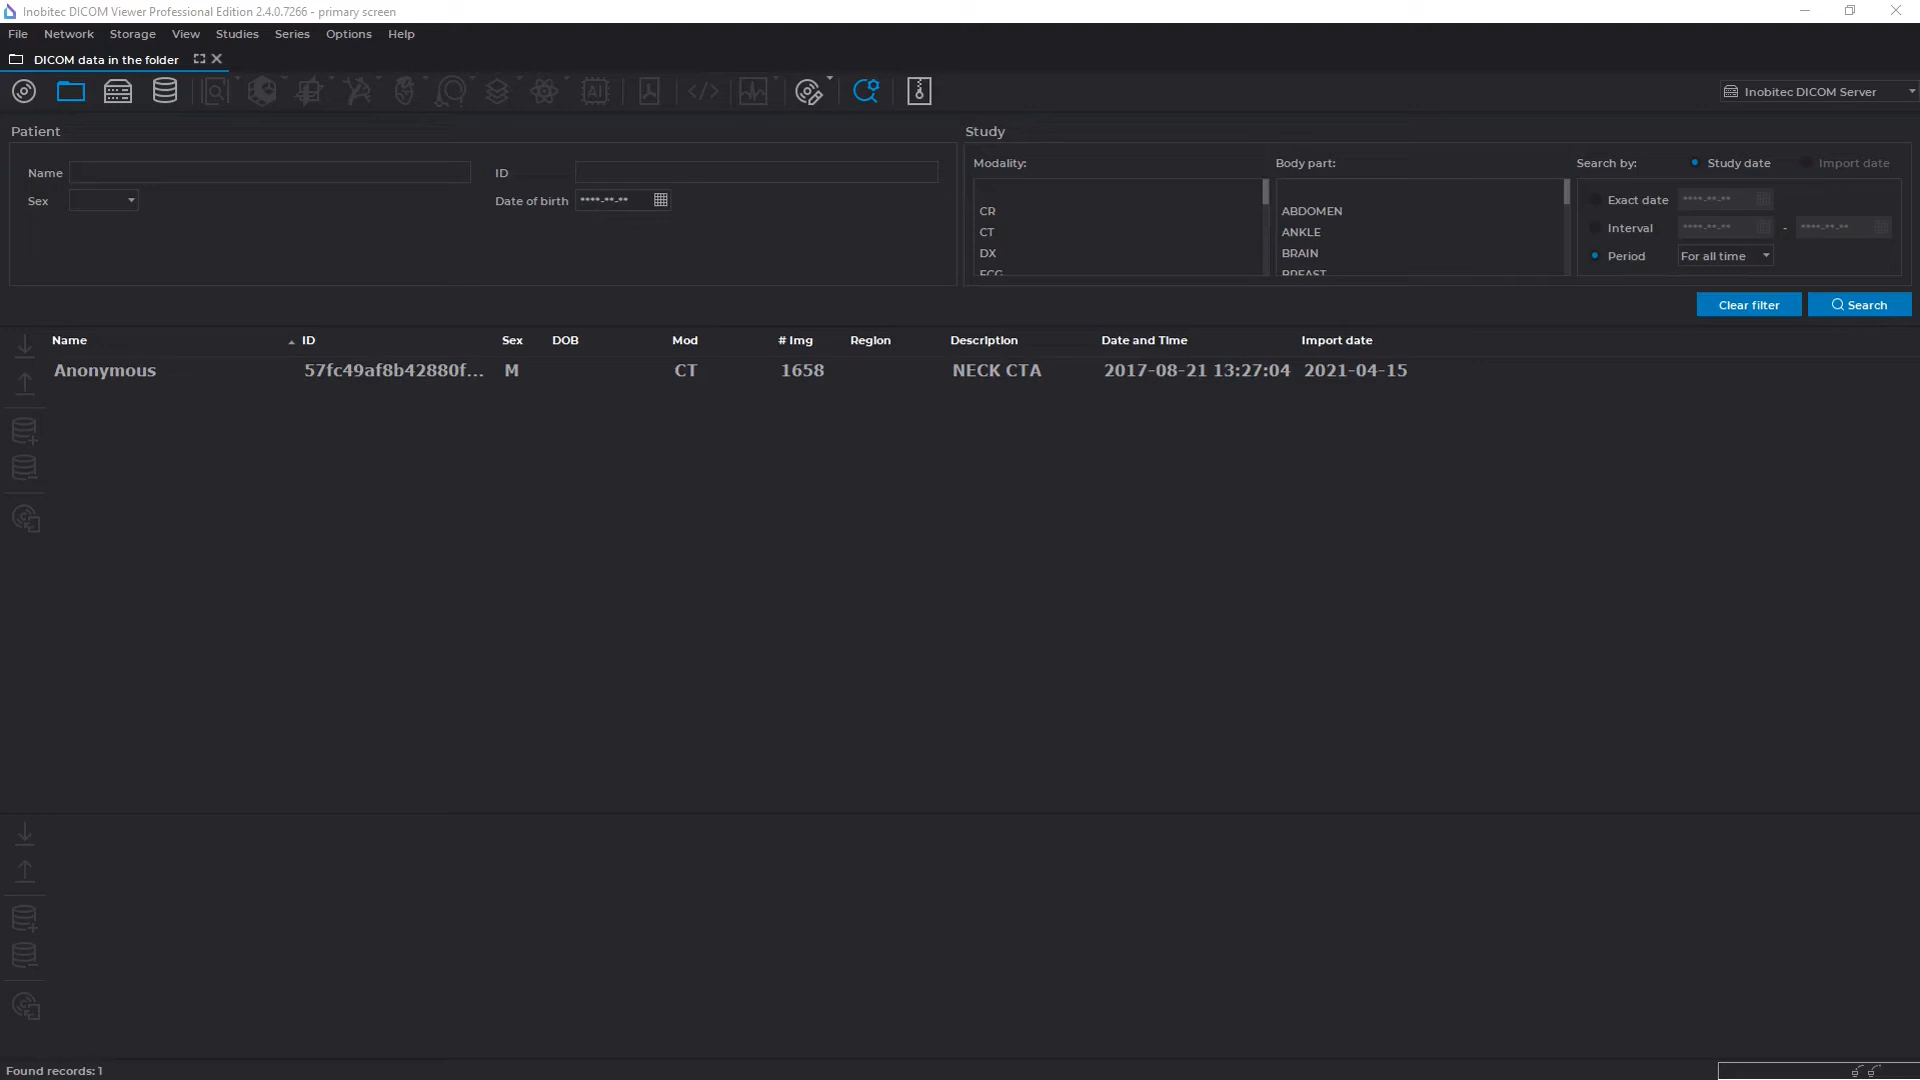 Inobitec DICOM Viewer Professional Edition 2.4.0.7266 - primary screen
File Network Storage View Studies Series Options Help
DICOM data in the folder
AI
Inobitec DICOM Server
Patient
Name
ID
Sex
Date of birth ****-**-**
Study
Modality:
CR
CT
DX
ECG
Body part:
ABDOMEN
ANKLE
BRAIN
BREAST
Search by: Study date Import date
Exact date ****-**-**
Interval ****-**-** - ****-**-**
Period For all time
Clear filter Search
Name ID Sex DOB Mod # Img Region Description Date and Time Import date
Anonymous 57fc49af8b42880f... M CT 1658 NECK CTA 2017-08-21 13:27:04 2021-04-15
Found records: 1